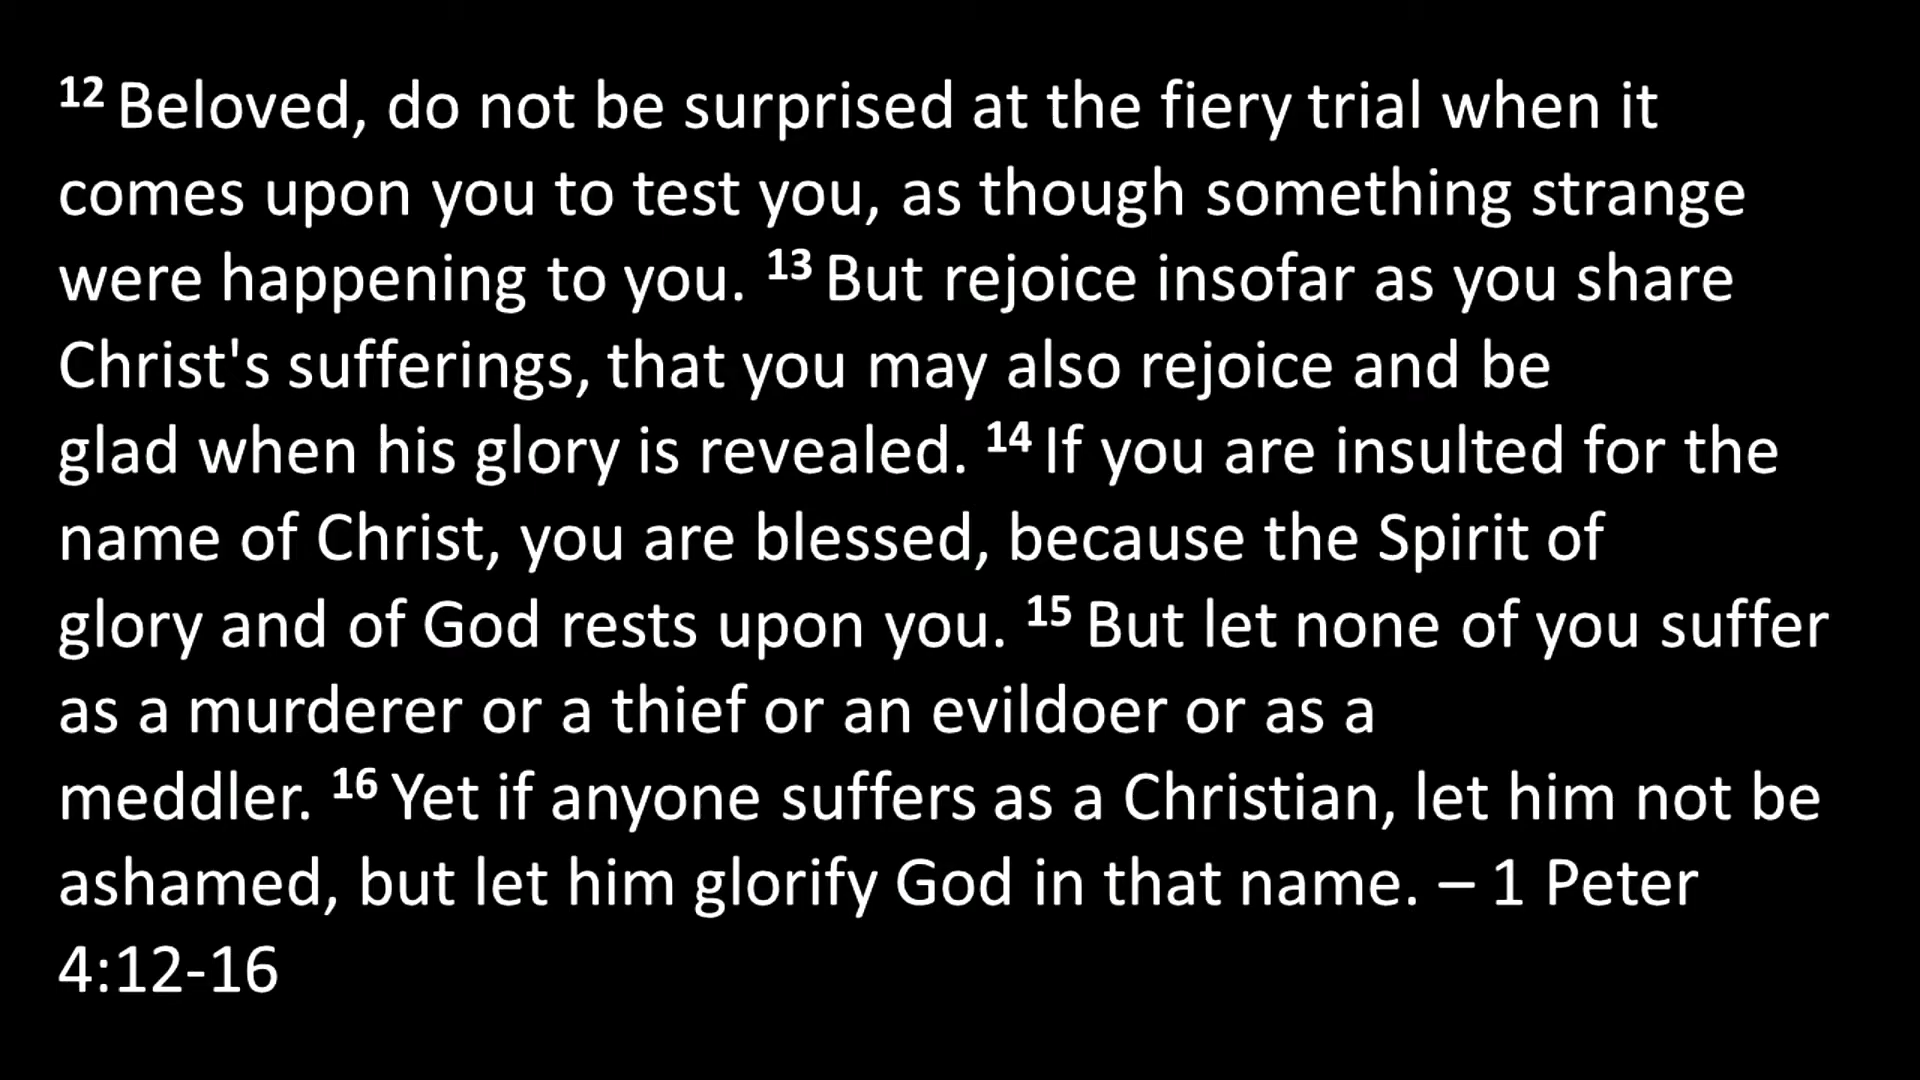 12 Beloved, do not be surprised at the fiery trial when it
comes upon you to test you, as though something strange
were happening to you. 13 But rejoice insofar as you share
Christ's sufferings, that you may also rejoice and be
glad when his glory is revealed. 14 If you are insulted for the
name of Christ, you are blessed, because the Spirit of
glory and of God rests upon you. 15 But let none of you suffer
as a murderer or a thief or an evildoer or as a
meddler. 16 Yet if anyone suffers as a Christian, let him not be
ashamed, but let him glorify God in that name. – 1 Peter
4:12-16